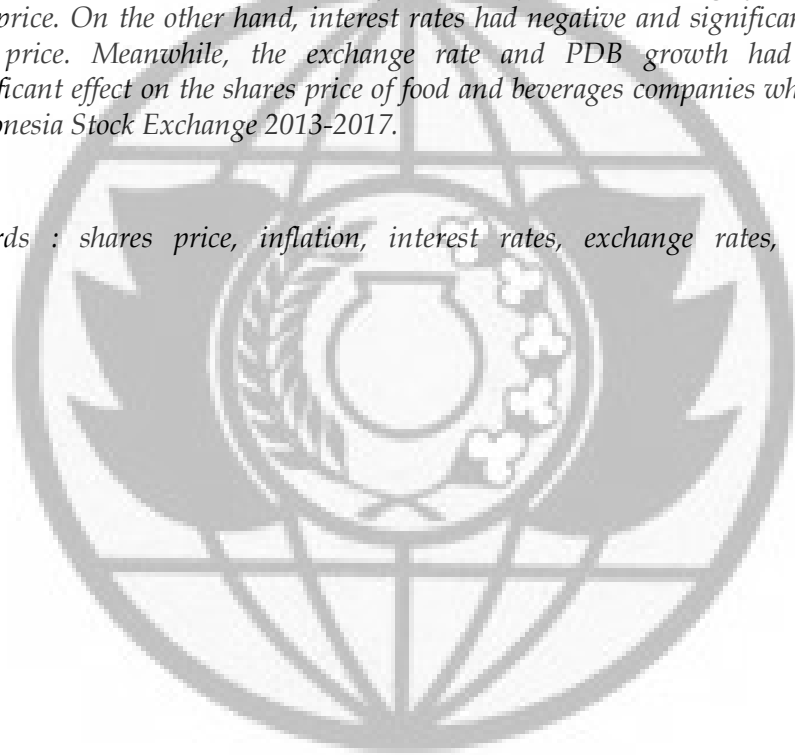 price. On the other hand, interest rates had negative and significan
price. Meanwhile, the exchange rate and PDB growth had
ficant effect on the shares price of food and beverages companies wh
onesia Stock Exchange 2013-2017.
rds : shares price, inflation, interest rates, exchange rates,